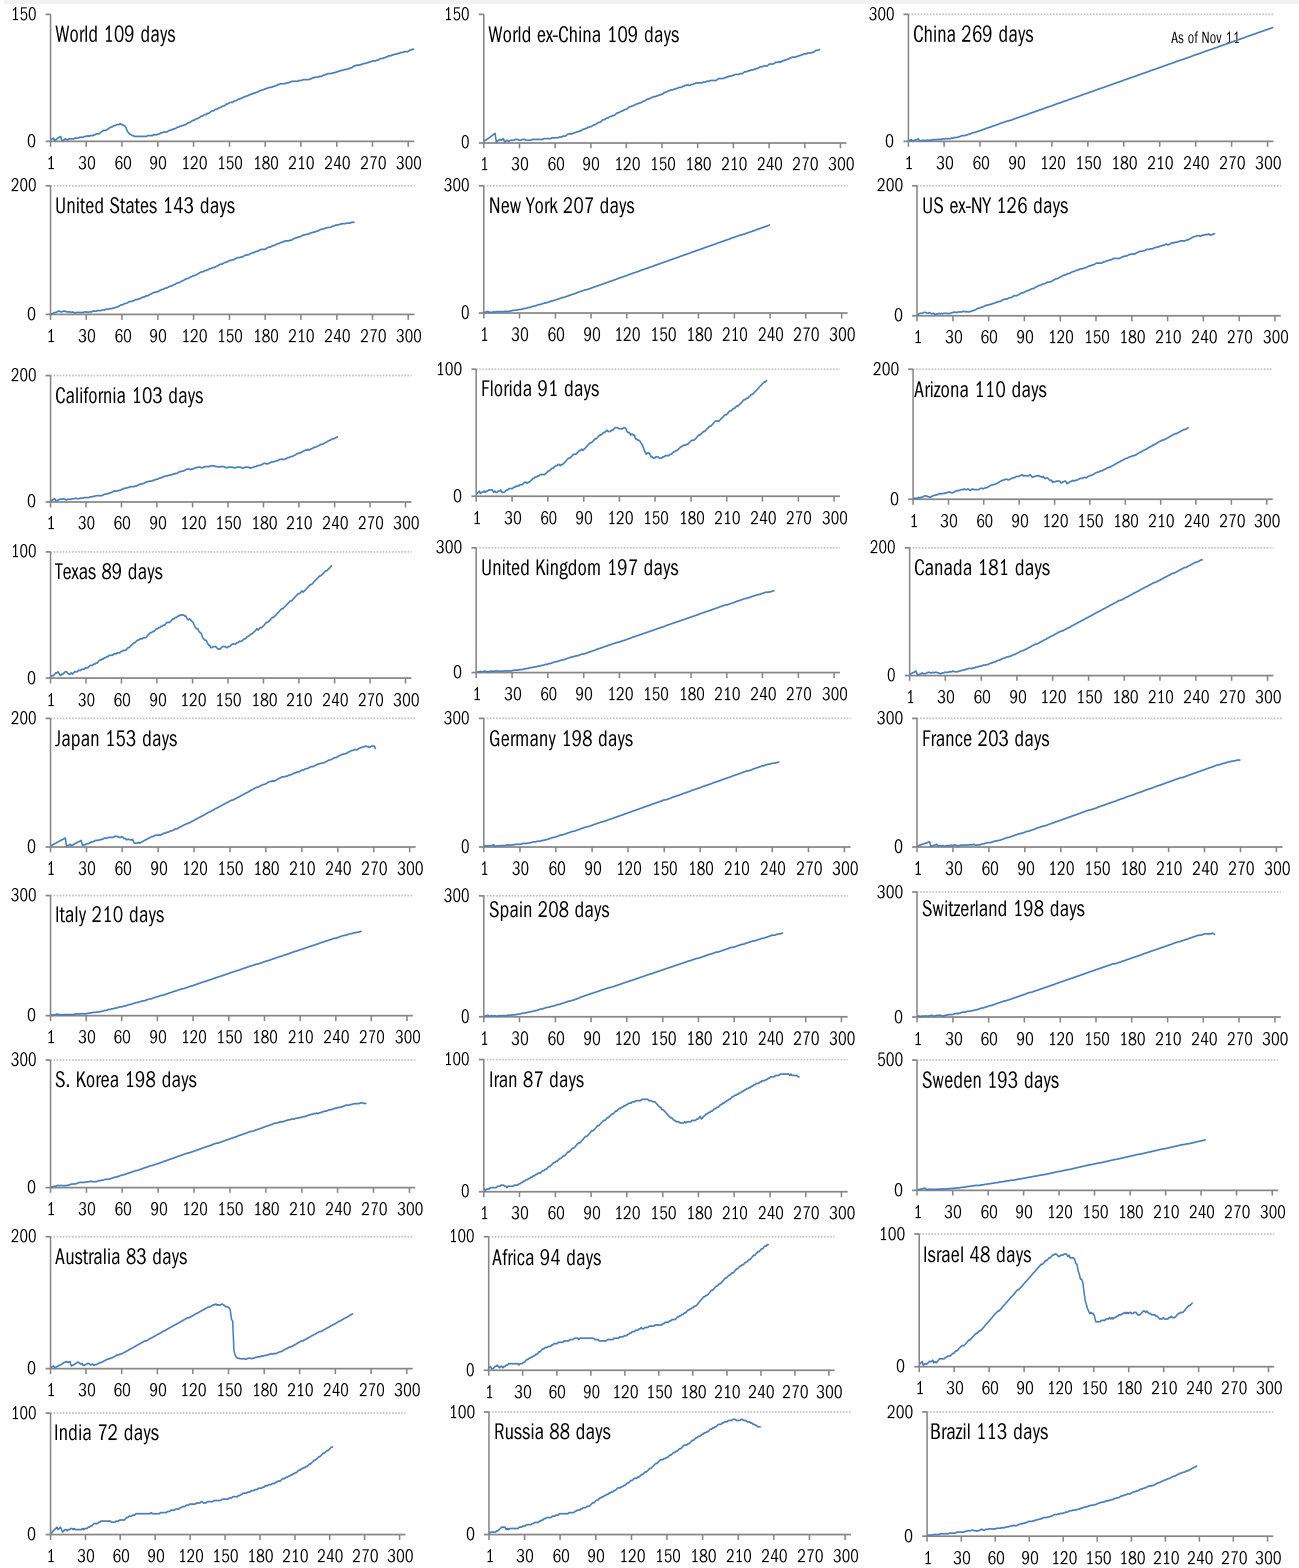 150
World 109 days
0
1 30 60 90 120 150 180 210 240 270 300
150
World ex-China 109 days
0
1 30 60 90 120 150 180 210 240 270 300
300
China 269 days
As of Nov 11
0
1 30 60 90 120 150 180 210 240 270 300
200
United States 143 days
0
1 30 60 90 120 150 180 210 240 270 300
300
New York 207 days
0
1 30 60 90 120 150 180 210 240 270 300
200
US ex-NY 126 days
0
1 30 60 90 120 150 180 210 240 270 300
200
California 103 days
0
1 30 60 90 120 150 180 210 240 270 300
100
Florida 91 days
0
1 30 60 90 120 150 180 210 240 270 300
200
Arizona 110 days
0
1 30 60 90 120 150 180 210 240 270 300
100
Texas 89 days
0
1 30 60 90 120 150 180 210 240 270 300
300
United Kingdom 197 days
0
1 30 60 90 120 150 180 210 240 270 300
200
Canada 181 days
0
1 30 60 90 120 150 180 210 240 270 300
200
Japan 153 days
0
1 30 60 90 120 150 180 210 240 270 300
300
Germany 198 days
0
1 30 60 90 120 150 180 210 240 270 300
300
France 203 days
0
1 30 60 90 120 150 180 210 240 270 300
300
Italy 210 days
0
1 30 60 90 120 150 180 210 240 270 300
300
Spain 208 days
0
1 30 60 90 120 150 180 210 240 270 300
300
Switzerland 198 days
0
1 30 60 90 120 150 180 210 240 270 300
300
S. Korea 198 days
0
1 30 60 90 120 150 180 210 240 270 300
100
Iran 87 days
0
1 30 60 90 120 150 180 210 240 270 300
500
Sweden 193 days
0
1 30 60 90 120 150 180 210 240 270 300
200
Australia 83 days
0
1 30 60 90 120 150 180 210 240 270 300
100
Africa 94 days
0
1 30 60 90 120 150 180 210 240 270 300
100
Israel 48 days
0
1 30 60 90 120 150 180 210 240 270 300
100
India 72 days
0
1 30 60 90 120 150 180 210 240 270 300
100
Russia 88 days
0
1 30 60 90 120 150 180 210 240 270 300
200
Brazil 113 days
0
1 30 60 90 120 150 180 210 240 270 300